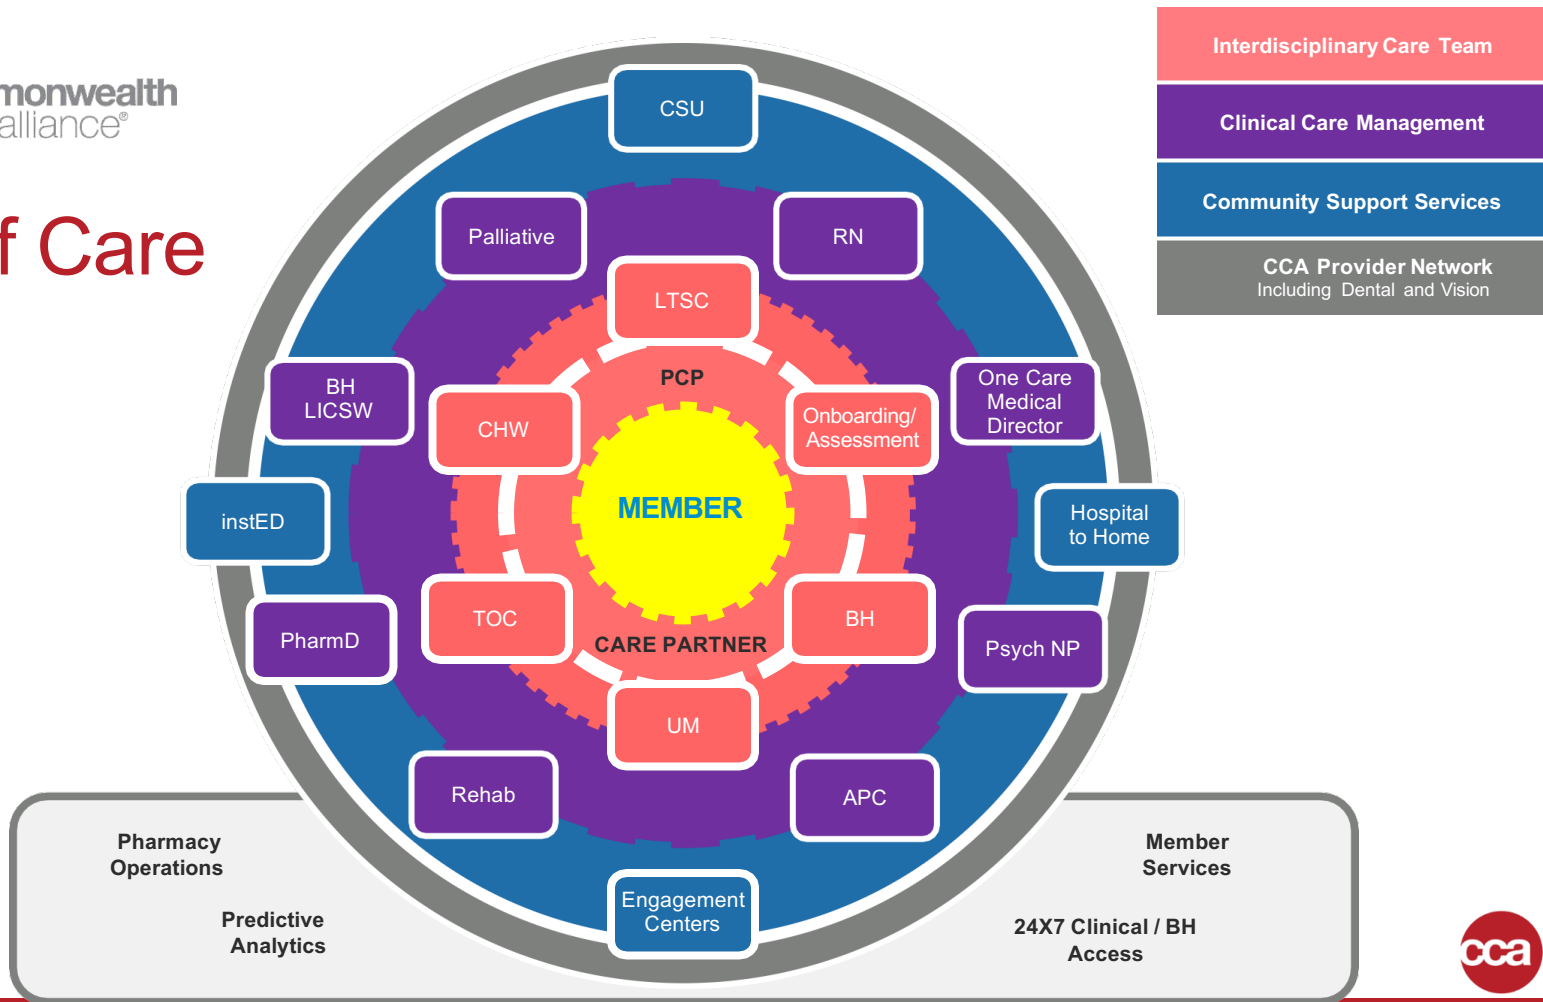 monwealth
alliance®
f Care
Interdisciplinary Care Team
Clinical Care Management
Community Support Services
CCA Provider Network
Including Dental and Vision
CSU
Palliative
RN
LTSC
PCP
BH
LICSW
CHW
Onboarding/
Assessment
One Care
Medical
Director
MEMBER
instED
Hospital
to Home
TOC
BH
PharmD
CARE PARTNER
Psych NP
UM
Rehab
APC
Pharmacy
Operations
Predictive
Analytics
Engagement
Centers
Member
Services
24X7 Clinical / BH
Access
cca